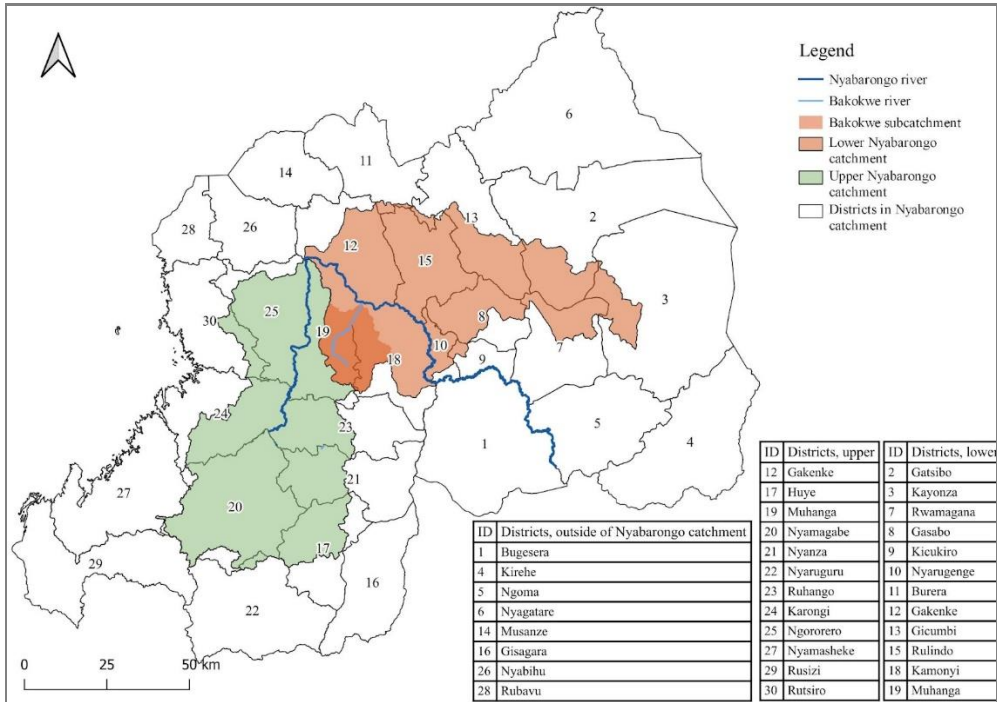 Legend
Nyabarongo river
Bakokwe river
Bakokwe subcatchment
Lower Nyabarongo
catchment
Upper Nyabarongo
catchment
Districts in Nyabarongo
catchment
6
11
14
2
13
28
26
12
15
3
25
30
19
8
10
7
18
9
24
23
1
5
4
27
21
20
17
29
16
22
0 25 50 km
ID Districts, outside of Nyabarongo catchment
1 Bugesera
4 Kirehe
5 Ngoma
6 Nyagatare
14 Musanze
16 Gisagara
26 Nyabihu
28 Rubavu
ID Districts, upper
12 Gakenke
17 Huye
19 Muhanga
20 Nyamagabe
21 Nyanza
22 Nyaruguru
23 Ruhango
24 Karongi
25 Ngororero
27 Nyamasheke
29 Rusizi
30 Rutsiro
ID Districts, lower
2 Gatsibo
3 Kayonza
7 Rwamagana
8 Gasabo
9 Kicukiro
10 Nyarugenge
11 Burera
12 Gakenke
13 Gicumbi
15 Rulindo
18 Kamonyi
19 Muhanga